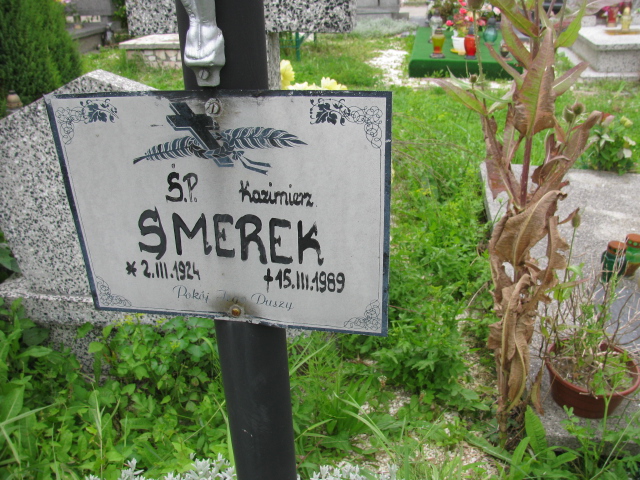 Ś.P. Kazimierz
SMEREK
* 2.III.1924 +15.III.1989
Pokój Jego Duszy